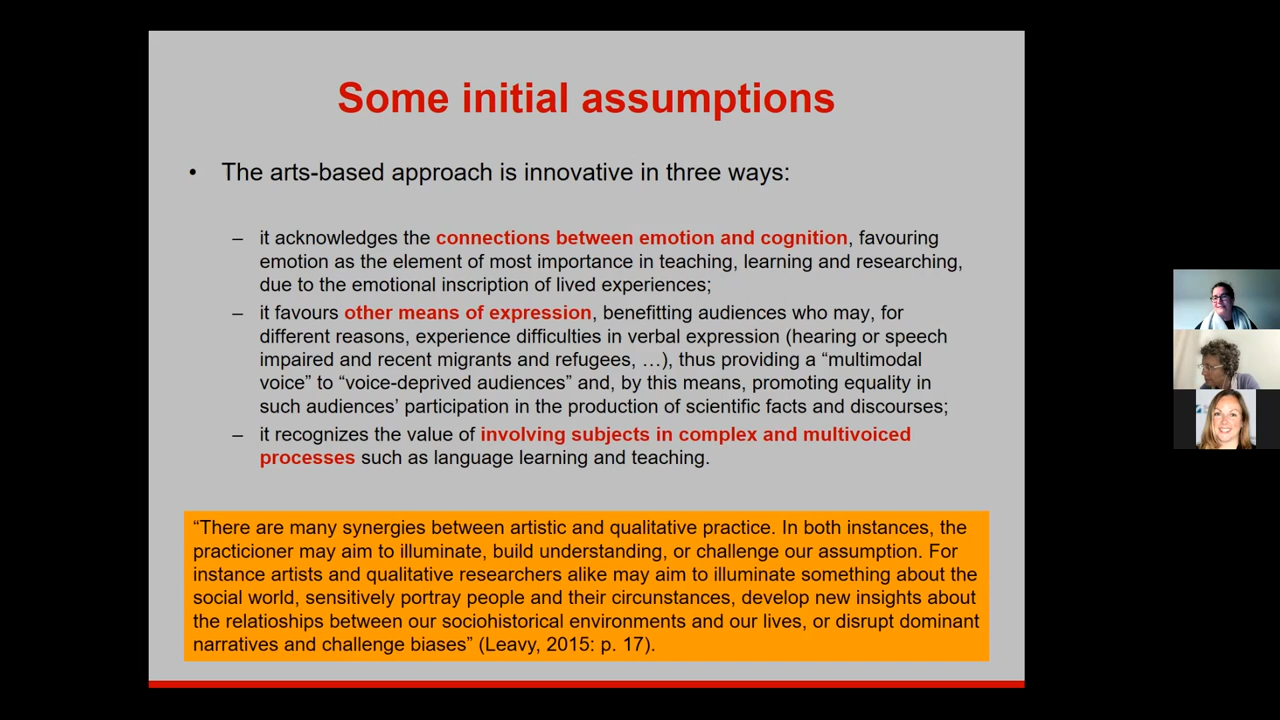 Some initial assumptions
• The arts-based approach is innovative in three ways:
– it acknowledges the connections between emotion and cognition, favouring
emotion as the element of most importance in teaching, learning and researching,
due to the emotional inscription of lived experiences;
– it favours other means of expression, benefitting audiences who may, for
different reasons, experience difficulties in verbal expression (hearing or speech
impaired and recent migrants and refugees, …), thus providing a “multimodal
voice” to “voice-deprived audiences” and, by this means, promoting equality in
such audiences’ participation in the production of scientific facts and discourses;
– it recognizes the value of involving subjects in complex and multivoiced
processes such as language learning and teaching.
“There are many synergies between artistic and qualitative practice. In both instances, the
practicioner may aim to illuminate, build understanding, or challenge our assumption. For
instance artists and qualitative researchers alike may aim to illuminate something about the
social world, sensitively portray people and their circumstances, develop new insights about
the relatioships between our sociohistorical environments and our lives, or disrupt dominant
narratives and challenge biases” (Leavy, 2015: p. 17).